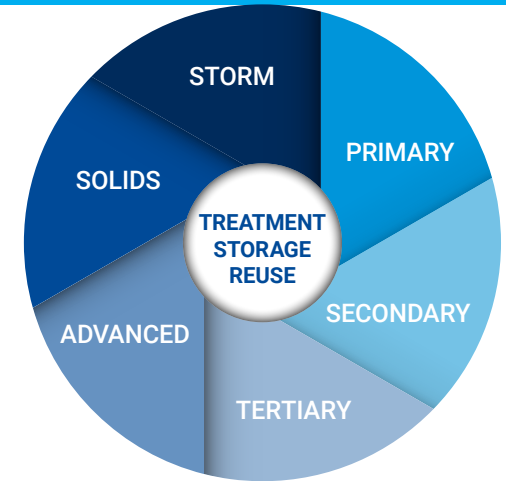 STORM
PRIMARY
SOLIDS
TREATMENT
STORAGE
REUSE
SECONDARY
ADVANCED
TERTIARY